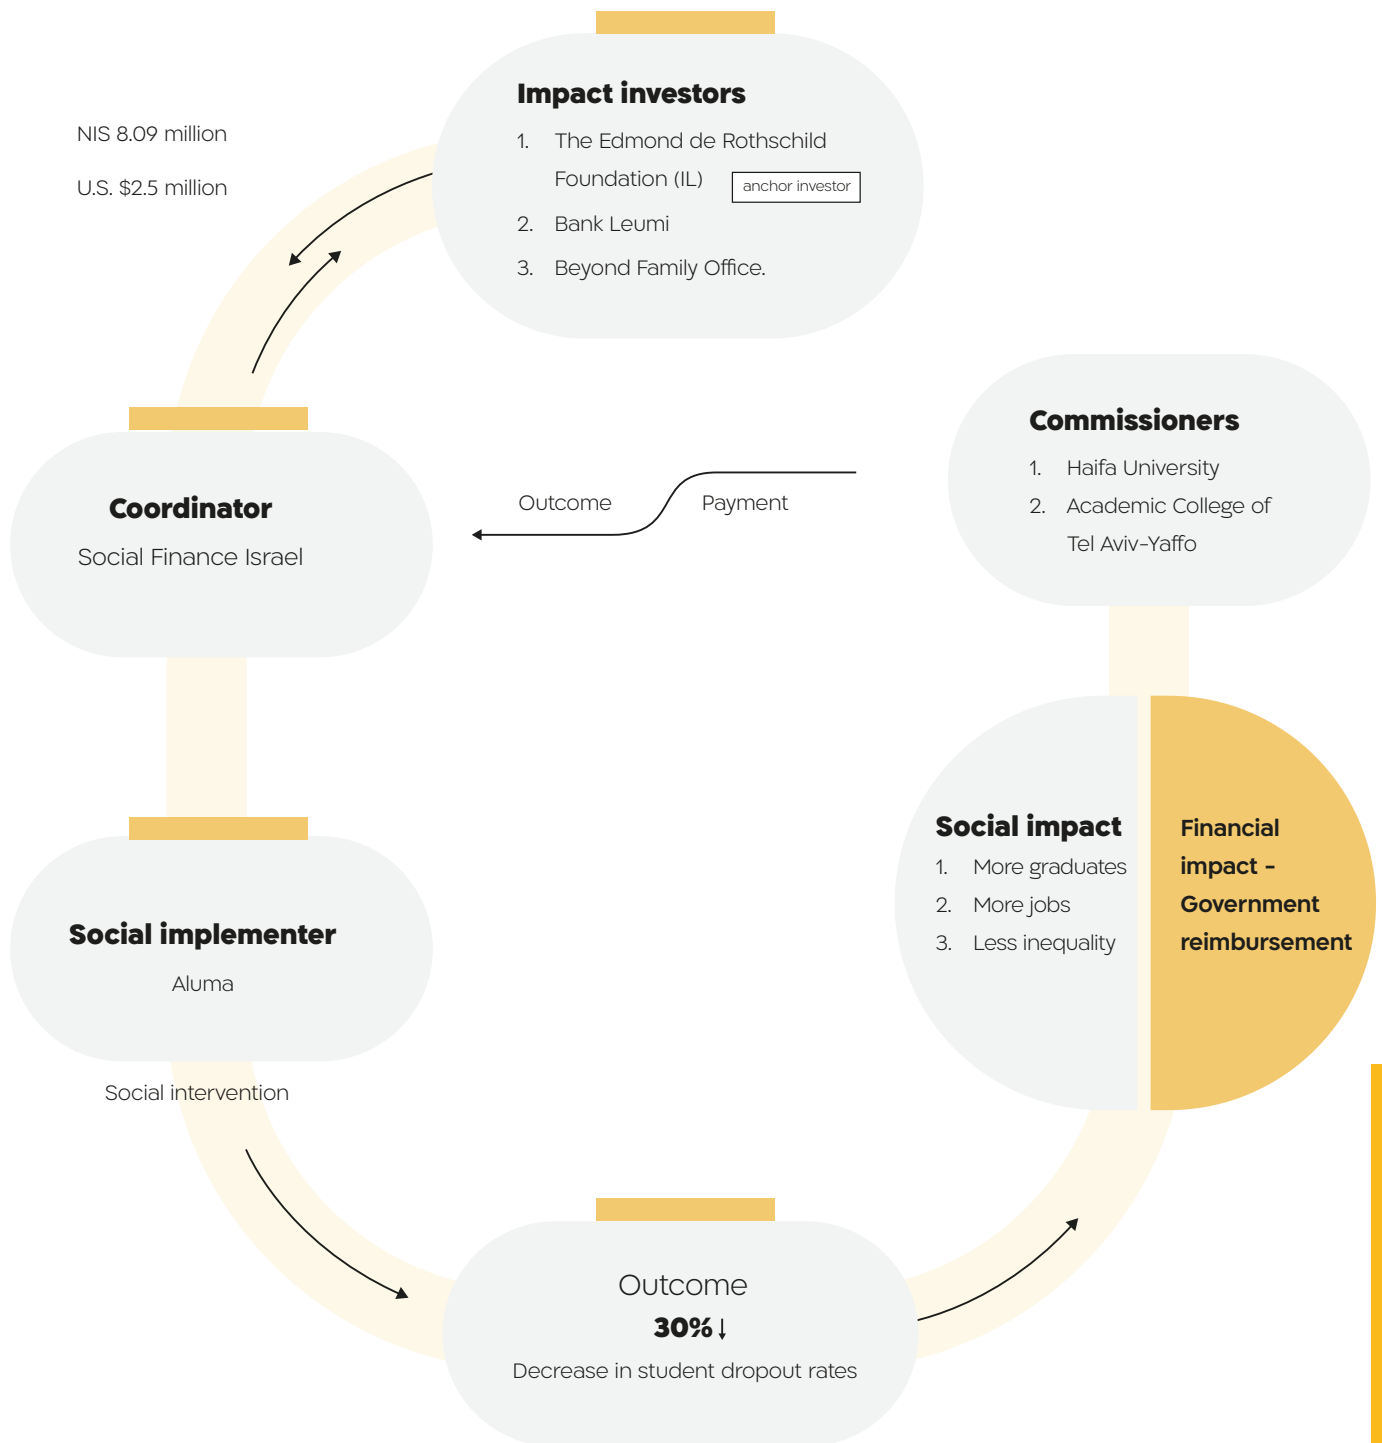 Impact investors
1. The Edmond de Rothschild
Foundation (IL)
anchor investor
2. Bank Leumi
3. Beyond Family Office.
NIS 8.09 million
U.S. $2.5 million
Coordinator
Social Finance Israel
Outcome
Payment
Commissioners
1. Haifa University
2. Academic College of
Tel Aviv-Yaffo
Social impact
1. More graduates
2. More jobs
3. Less inequality
Financial
impact -
Government
reimbursement
Social implementer
Aluma
Social intervention
Outcome
30%↓
Decrease in student dropout rates